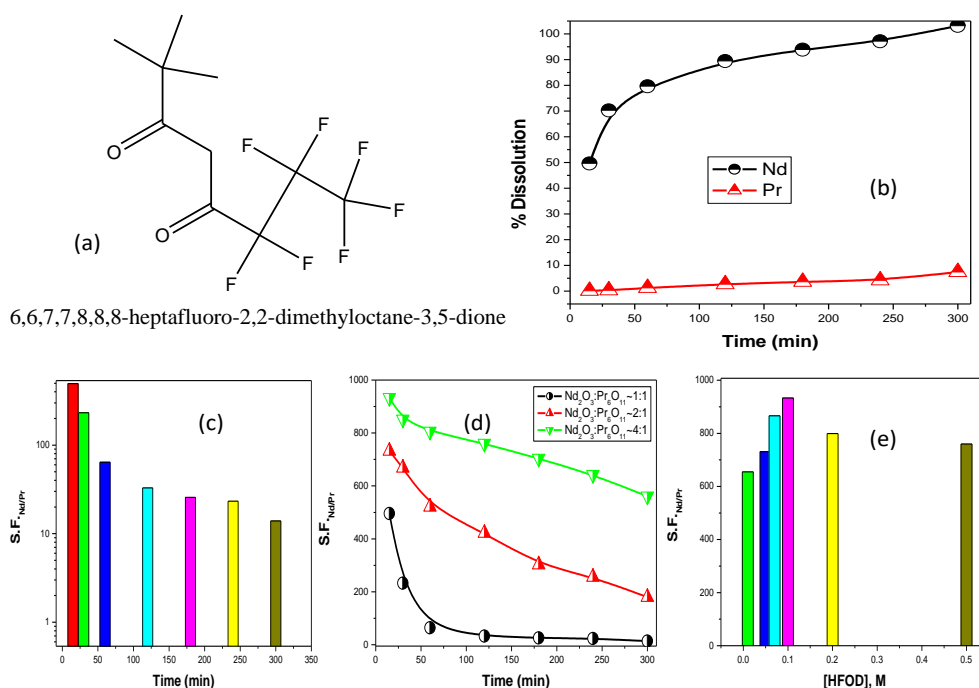 O
O
F
F
F
F
F
F
F
(a)
6,6,7,7,8,8,8-heptafluoro-2,2-dimethyloctane-3,5-dione
% Dissolution
100
90
80
70
60
50
40
30
20
10
0
Nd
Pr
(b)
0 50 100 150 200 250 300
Time (min)
S.F.Nd/Pr
100
10
1
(c)
0 50 100 150 200 250 300 350
Time (min)
S.F.Nd/Pr
1000
800
600
400
200
0
Nd2O3:Pr6O11~1:1
Nd2O3:Pr6O11~2:1
Nd2O3:Pr6O11~4:1
(d)
0 50 100 150 200 250 300
Time (min)
S.F.Nd/Pr
1000
800
600
400
200
0
(e)
0.0 0.1 0.2 0.3 0.4 0.5
[HFOD], M